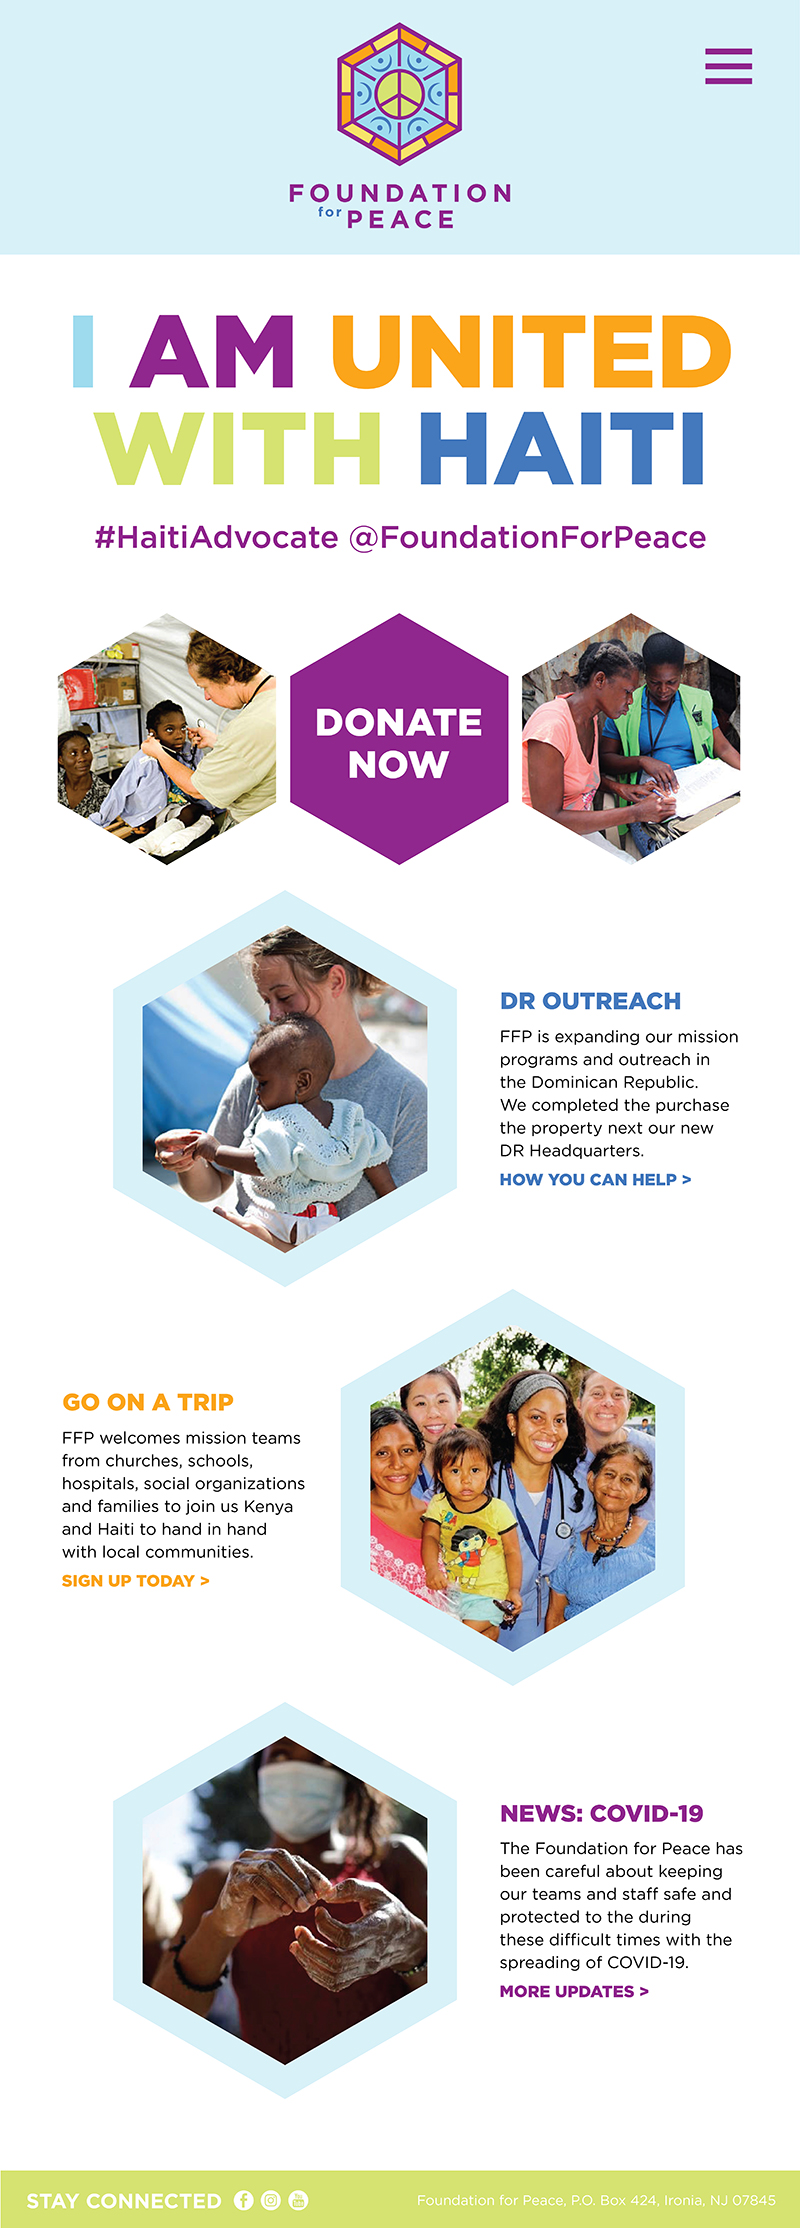 FOUNDATION
for PEACE
I AM UNITED
WITH HAITI
#HaitiAdvocate @FoundationForPeace
DONATE
NOW
DR OUTREACH
FFP is expanding our mission
programs and outreach in
the Dominican Republic.
We completed the purchase
the property next our new
DR Headquarters.
HOW YOU CAN HELP >
GO ON A TRIP
FFP welcomes mission teams
from churches, schools,
hospitals, social organizations
and families to join us Kenya
and Haiti to hand in hand
with local communities.
SIGN UP TODAY >
NEWS: COVID-19
The Foundation for Peace has
been careful about keeping
our teams and staff safe and
protected to the during
these difficult times with the
spreading of COVID-19.
MORE UPDATES >
STAY CONNECTED
Foundation for Peace, P.O. Box 424, Ironia, NJ 07845